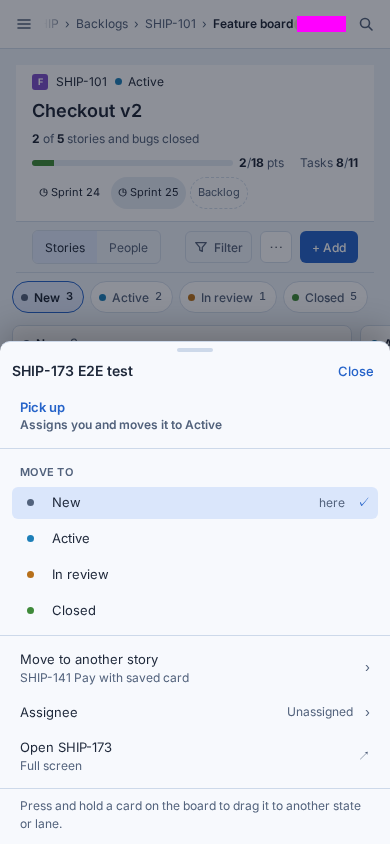 IP › Backlogs › SHIP-101 › Feature board
F SHIP-101 Active
Checkout v2
2 of 5 stories and bugs closed
2/18 pts Tasks 8/11
Sprint 24 Sprint 25 Backlog
Stories People Filter ... + Add
New 3 Active 2 In review 1 Closed 5
SHIP-173 E2E test Close
Pick up
Assigns you and moves it to Active
MOVE TO
New here ✓
Active
In review
Closed
Move to another story ›
SHIP-141 Pay with saved card
Assignee Unassigned ›
Open SHIP-173 ↗
Full screen
Press and hold a card on the board to drag it to another state
or lane.